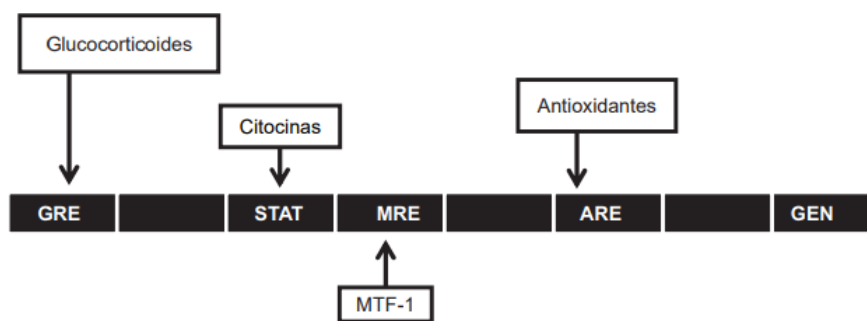 Glucocorticoides
Citocinas
Antioxidantes
GRE STAT MRE ARE GEN
MTF-1